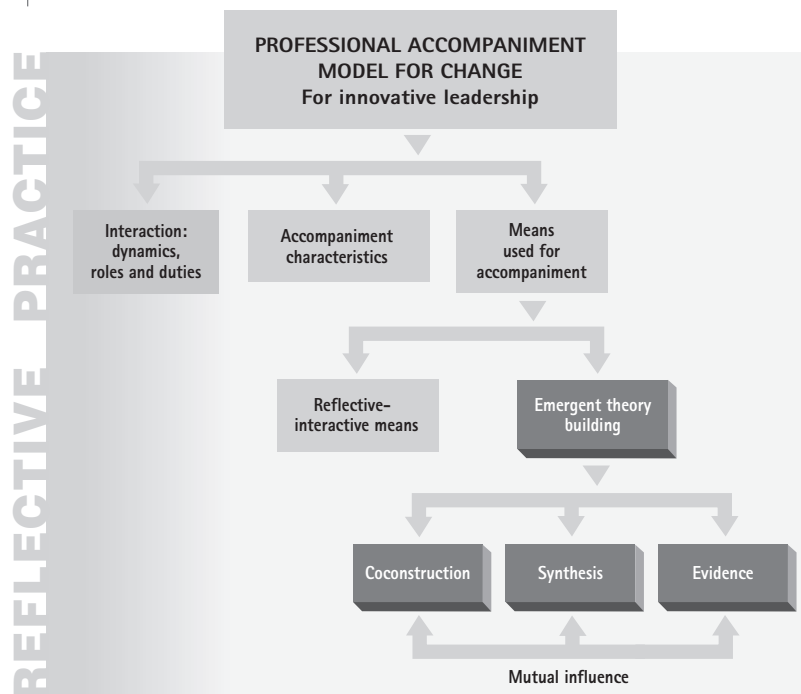 REFLECTIVE PRACTICE
PROFESSIONAL ACCOMPANIMENT
MODEL FOR CHANGE
For innovative leadership
Interaction:
dynamics,
roles and duties
Accompaniment
characteristics
Means
used for
accompaniment
Reflective-
interactive means
Emergent theory
building
Coconstruction
Synthesis
Evidence
Mutual influence